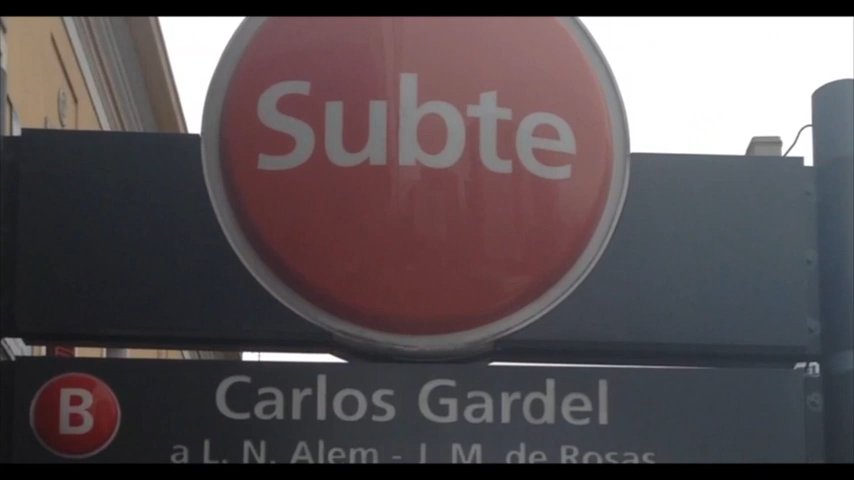 Subte
B
Carlos Gardel
a L. N. Alem - J. M. de Rosas